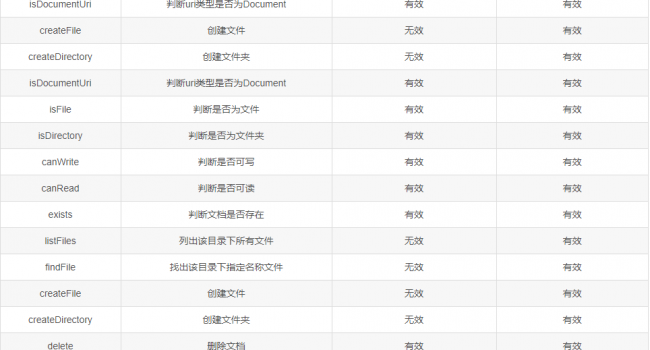 isDocumentUri 判断uri类型是否为Document 有效 有效
createFile 创建文件 无效 有效
createDirectory 创建文件夹 无效 有效
isDocumentUri 判断uri类型是否为Document 有效 有效
isFile 判断是否为文件 有效 有效
isDirectory 判断是否为文件夹 有效 有效
canWrite 判断是否可写 有效 有效
canRead 判断是否可读 有效 有效
exists 判断文档是否存在 有效 有效
listFiles 列出该目录下所有文件 无效 有效
findFile 找出该目录下指定名称文件 无效 有效
createFile 创建文件 无效 有效
createDirectory 创建文件夹 无效 有效
delete 删除文档 有效 有效